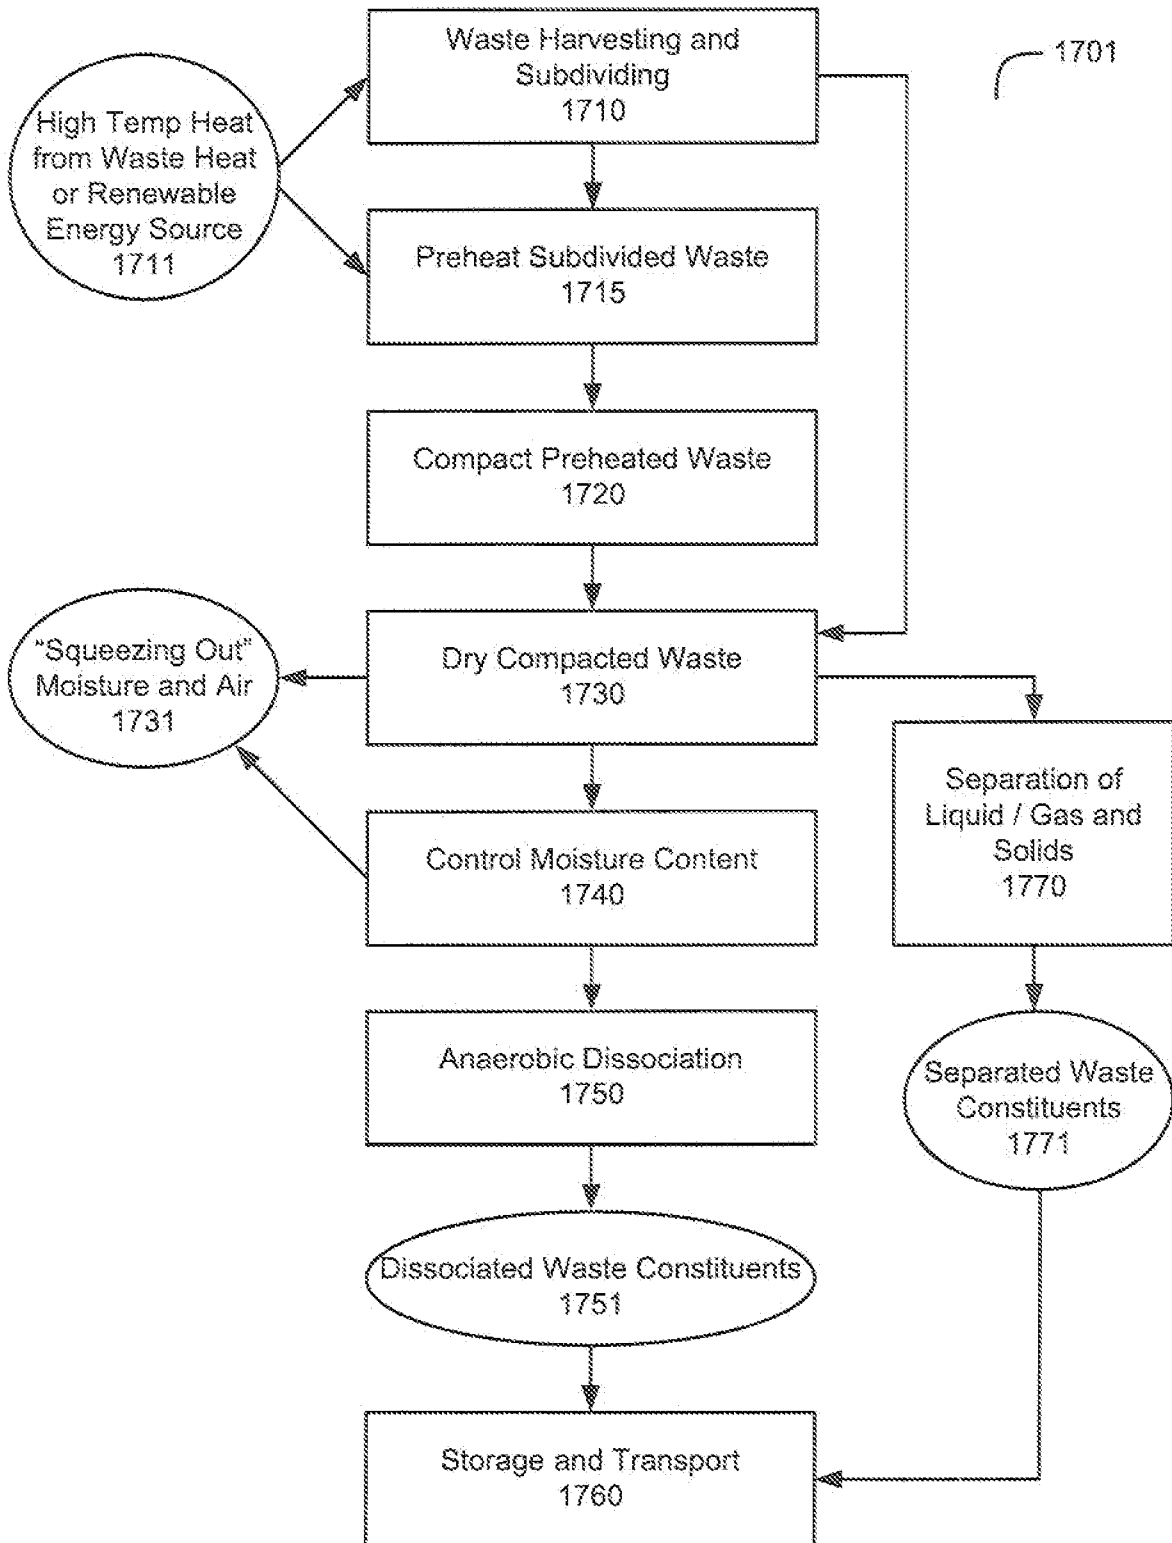 Waste Harvesting and
Subdividing
1710
1701
High Temp Heat
from Waste Heat
or Renewable
Energy Source
1711
Preheat Subdivided Waste
1715
Compact Preheated Waste
1720
"Squeezing Out"
Moisture and Air
1731
Dry Compacted Waste
1730
Separation of
Liquid / Gas and
Solids
1770
Control Moisture Content
1740
Anaerobic Dissociation
1750
Separated Waste
Constituents
1771
Dissociated Waste Constituents
1751
Storage and Transport
1760